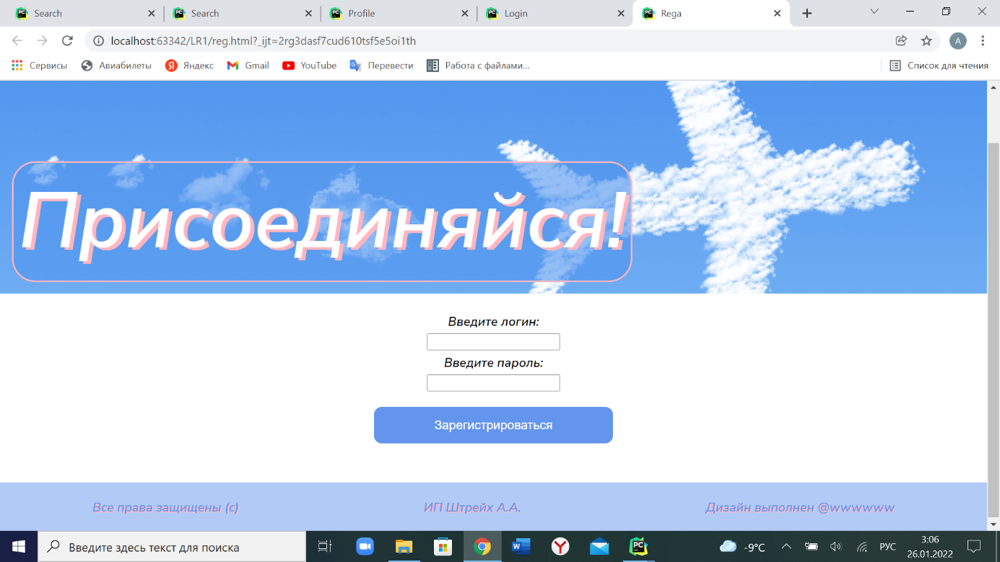 Search
Search
Profile
Login
Rega
localhost:63342/LR1/reg.html?_ijt=2rg3dasf7cud610tsf5e5oi1th
A
Сервисы
Авиабилеты
Яндекс
Gmail
YouTube
Перевести
Работа с файлами...
Список для чтения
Присоединяйся!
Введите логин:
Введите пароль:
Зарегистрироваться
Все права защищены (с)
ИП Штрейх А.А.
Дизайн выполнен @wwwwww
Введите здесь текст для поиска
-9°C
РУС
3:06
26.01.2022